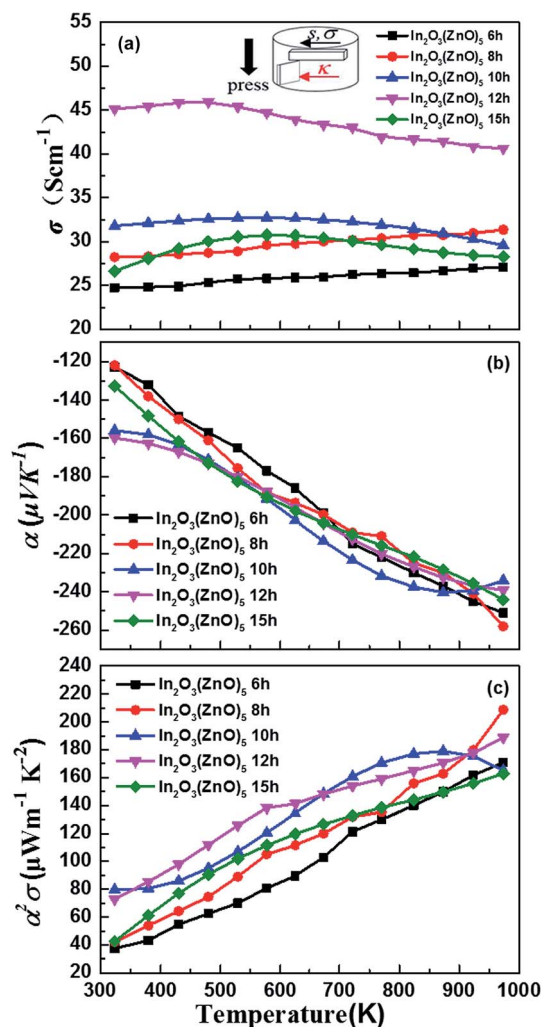 (a)
s, σ
κ
press
In₂O₃(ZnO)₅ 6h
In₂O₃(ZnO)₅ 8h
In₂O₃(ZnO)₅ 10h
In₂O₃(ZnO)₅ 12h
In₂O₃(ZnO)₅ 15h
σ (Scm⁻¹)
55
50
45
40
35
30
25
20
(b)
α (μVK⁻¹)
-120
-140
-160
-180
-200
-220
-240
-260
In₂O₃(ZnO)₅ 6h
In₂O₃(ZnO)₅ 8h
In₂O₃(ZnO)₅ 10h
In₂O₃(ZnO)₅ 12h
In₂O₃(ZnO)₅ 15h
(c)
α² σ (μWm⁻¹ K⁻²)
240
220
200
180
160
140
120
100
80
60
40
20
In₂O₃(ZnO)₅ 6h
In₂O₃(ZnO)₅ 8h
In₂O₃(ZnO)₅ 10h
In₂O₃(ZnO)₅ 12h
In₂O₃(ZnO)₅ 15h
300 400 500 600 700 800 900 1000
Temperature(K)